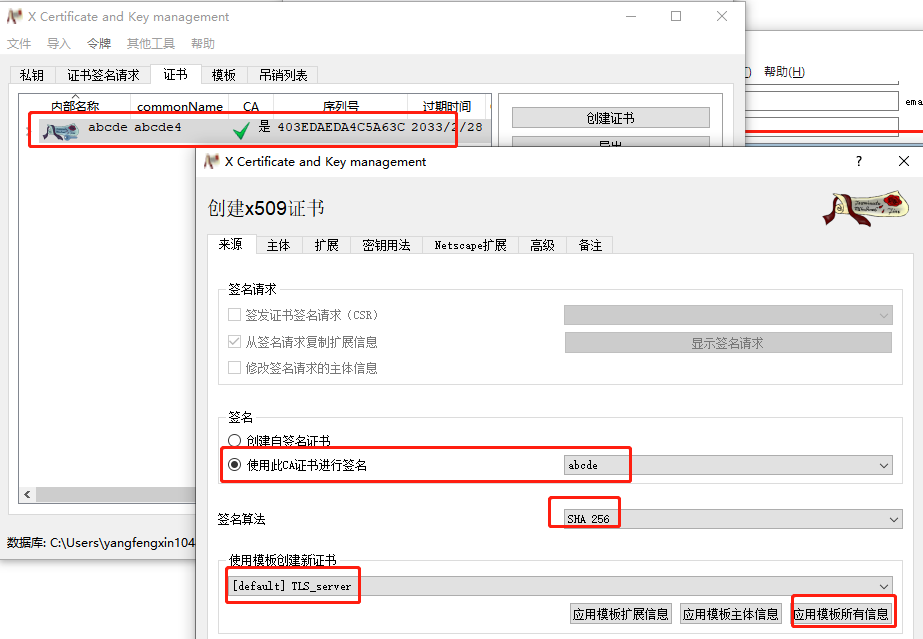 X Certificate and Key management
文件 导入 令牌 其他工具 帮助
帮助(H)
私钥 证书签名请求 证书 模板 吊销列表
内部名称 commonName CA 序列号 过期时间
创建证书
abcde abcde4 是 403EDAEDA4C5A63C 2033/2/28
导出
X Certificate and Key management
创建x509证书
来源 主体 扩展 密钥用法 Netscape扩展 高级 备注
签名请求
签发证书签名请求（CSR）
从签名请求复制扩展信息 显示签名请求
修改签名请求的主体信息
签名
创建自签名证书
使用此CA证书进行签名 abcde
签名算法 SHA 256
数据库: C:\Users\yangfengxin104
使用模板创建新证书
[default] TLS_server
应用模板扩展信息 应用模板主体信息 应用模板所有信息